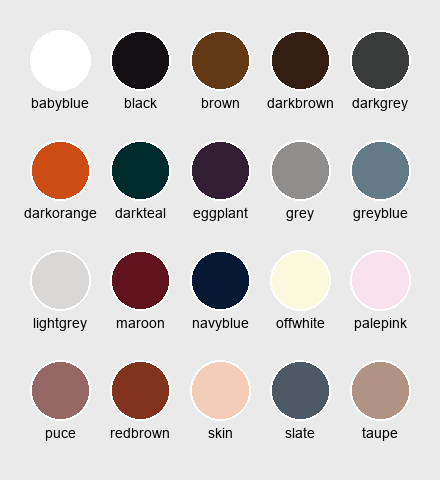 babyblue black brown darkbrown darkgrey
darkorange darkteal eggplant grey greyblue
lightgrey maroon navyblue offwhite palepink
puce redbrown skin slate taupe